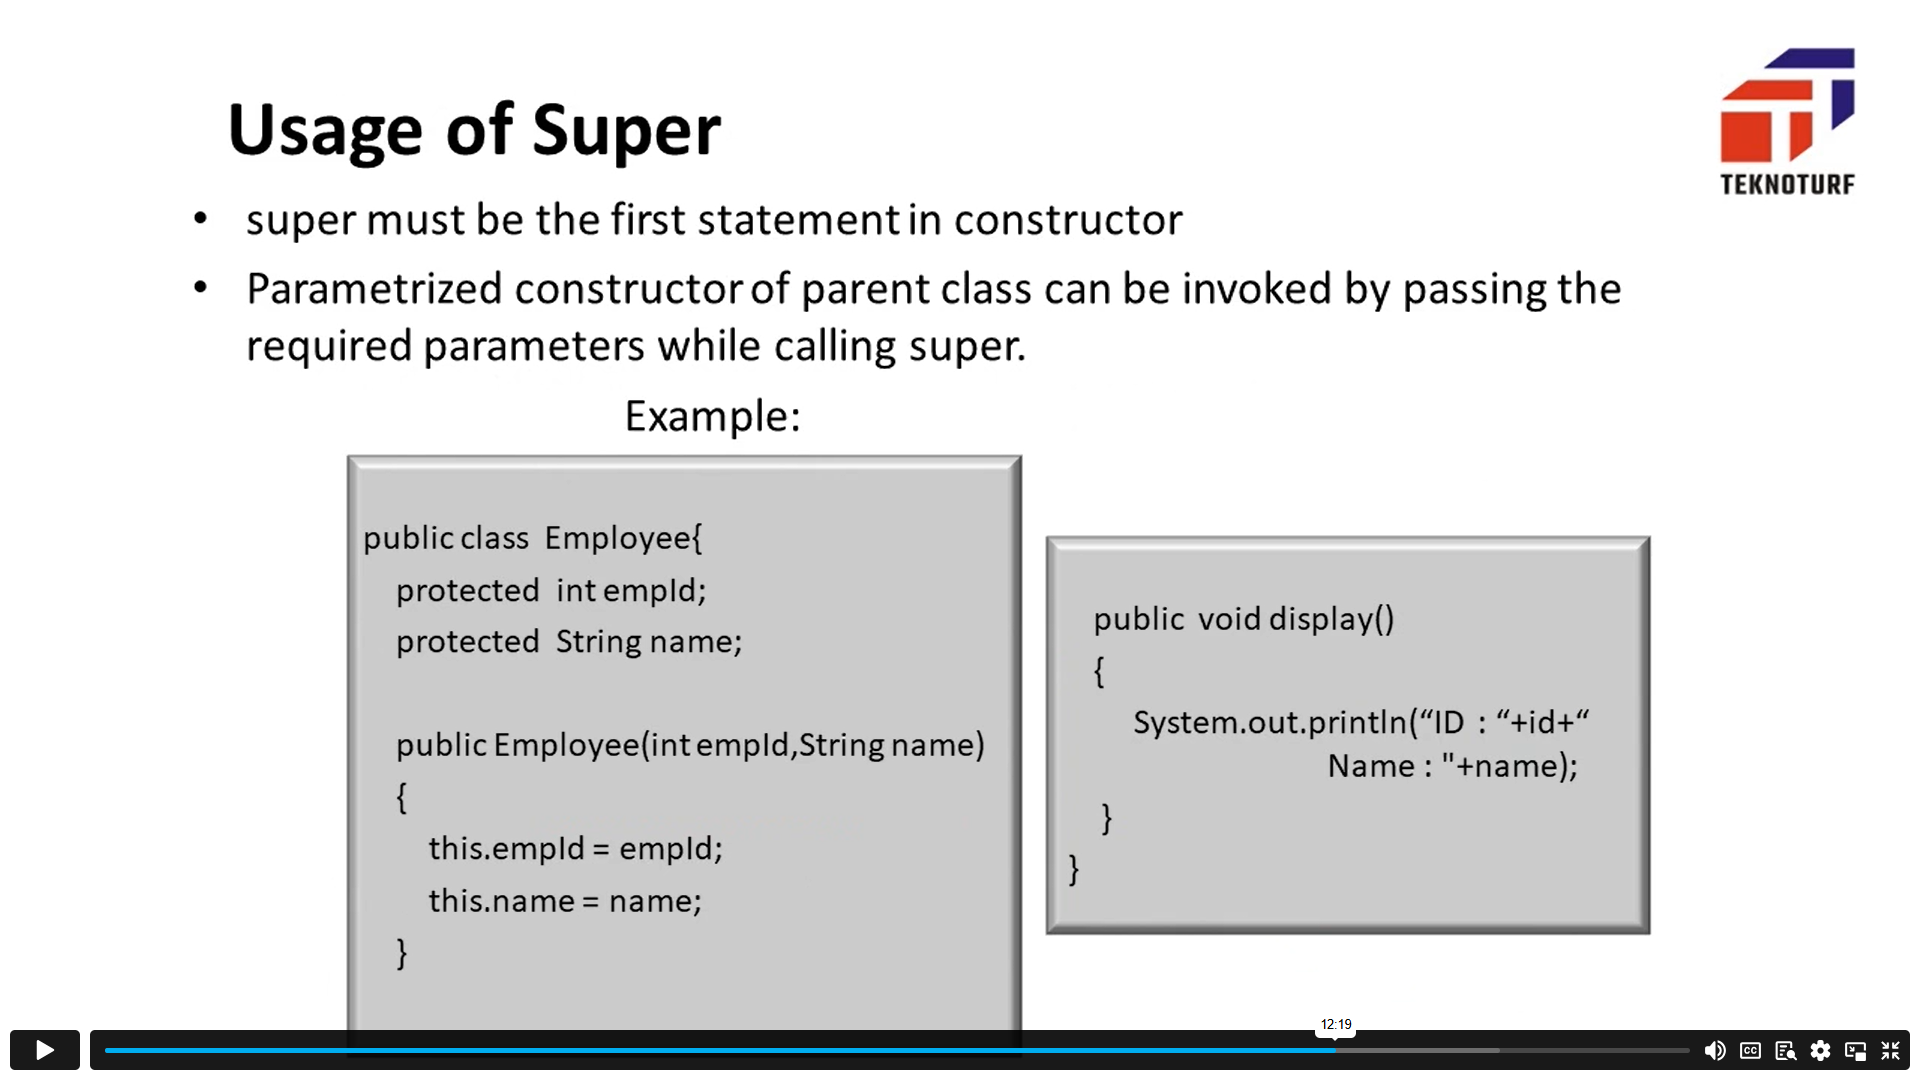 Usage of Super
TEKNOTURF
• super must be the first statement in constructor
• Parametrized constructor of parent class can be invoked by passing the
required parameters while calling super.
Example:
public class Employee{
protected int empId;
protected String name;
public Employee(int empId,String name)
{
this.empId = empId;
this.name = name;
}
public void display()
{
System.out.println(“ID : “+id+“
Name : "+name);
}
}
12:19
CC